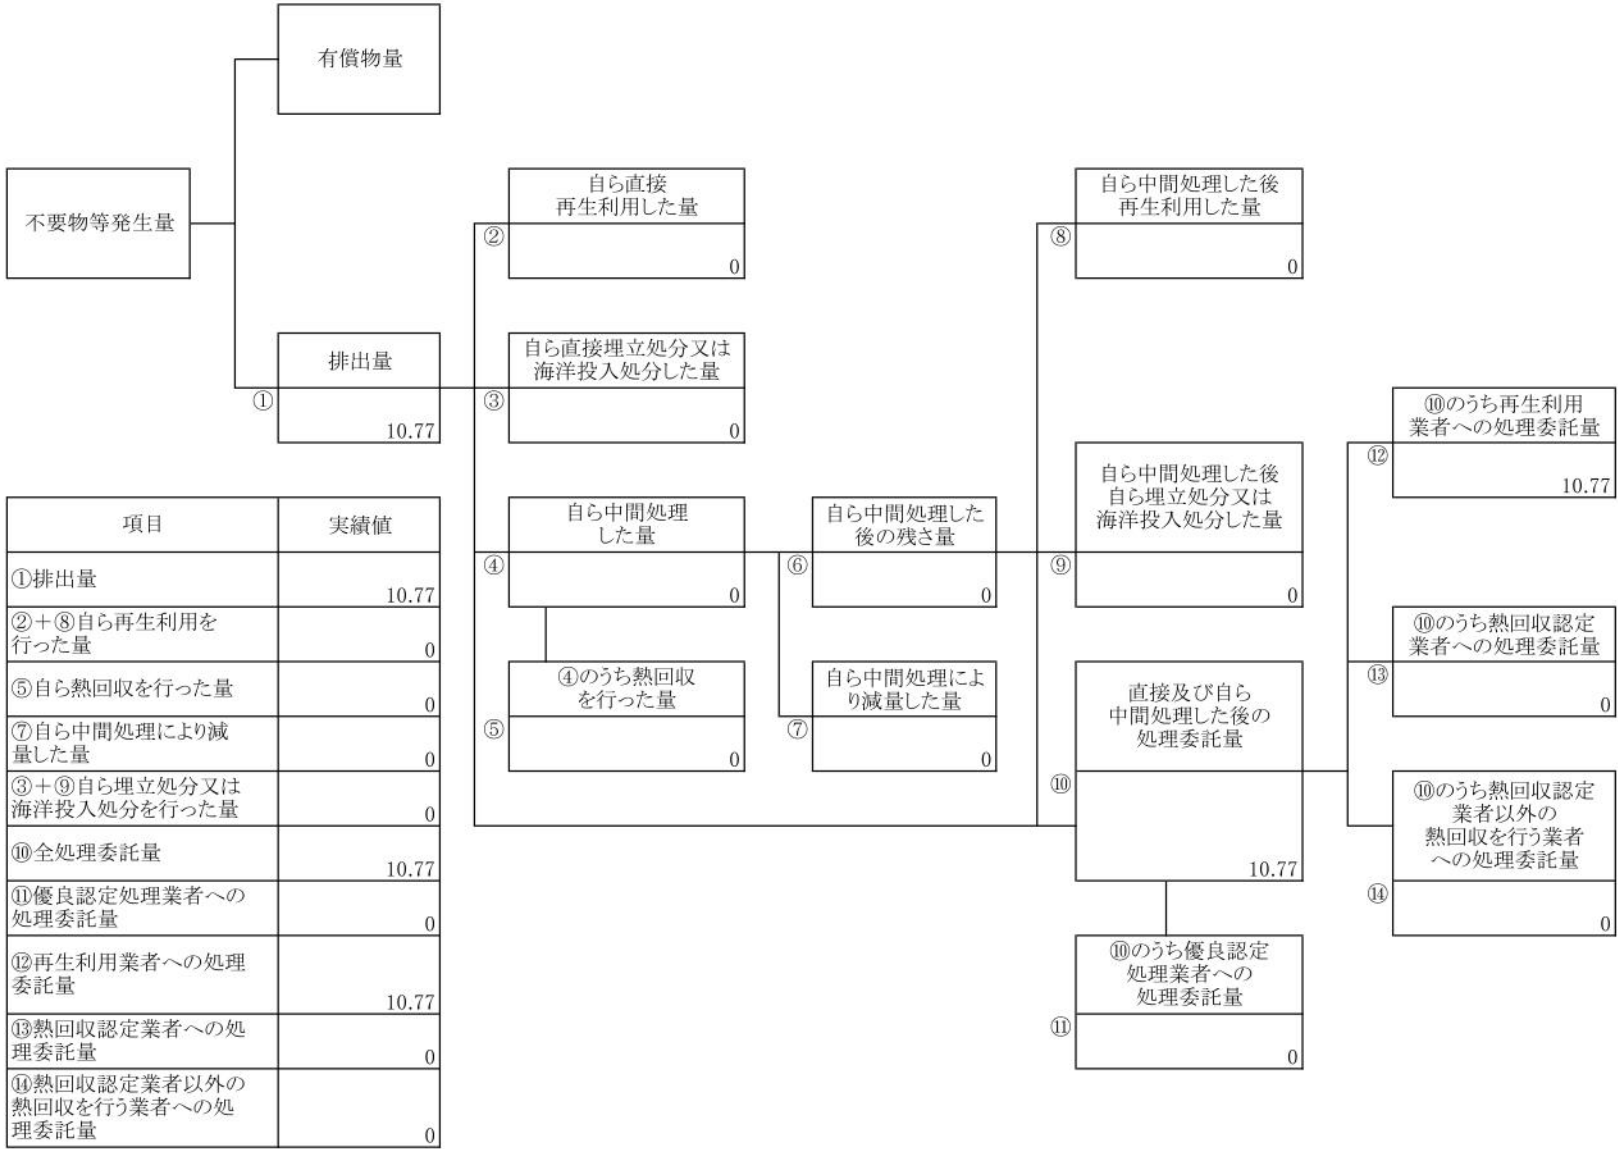 有償物量
不要物等発生量
排出量
①
10.77
自ら直接
再生利用した量
②
0
自ら直接埋立処分又は
海洋投入処分した量
③
0
自ら中間処理
した量
④
0
④のうち熱回収
を行った量
⑤
0
自ら中間処理した
後の残さ量
⑥
0
自ら中間処理によ
り減量した量
⑦
0
自ら中間処理した後
再生利用した量
⑧
0
自ら中間処理した後
自ら埋立処分又は
海洋投入処分した量
⑨
0
直接及び自ら
中間処理した後の
処理委託量
⑩
10.77
⑩のうち優良認定
処理業者への
処理委託量
⑪
0
⑩のうち再生利用
業者への処理委託量
⑫
10.77
⑩のうち熱回収認定
業者への処理委託量
⑬
0
⑩のうち熱回収認定
業者以外の
熱回収を行う業者
への処理委託量
⑭
0
項目 実績値
①排出量
10.77
②＋⑧自ら再生利用を
行った量
0
⑤自ら熱回収を行った量
0
⑦自ら中間処理により減
量した量
0
③＋⑨自ら埋立処分又は
海洋投入処分を行った量
0
⑩全処理委託量
10.77
⑪優良認定処理業者への
処理委託量
0
⑫再生利用業者への処理
委託量
10.77
⑬熱回収認定業者への処
理委託量
0
⑭熱回収認定業者以外の
熱回収を行う業者への処
理委託量
0